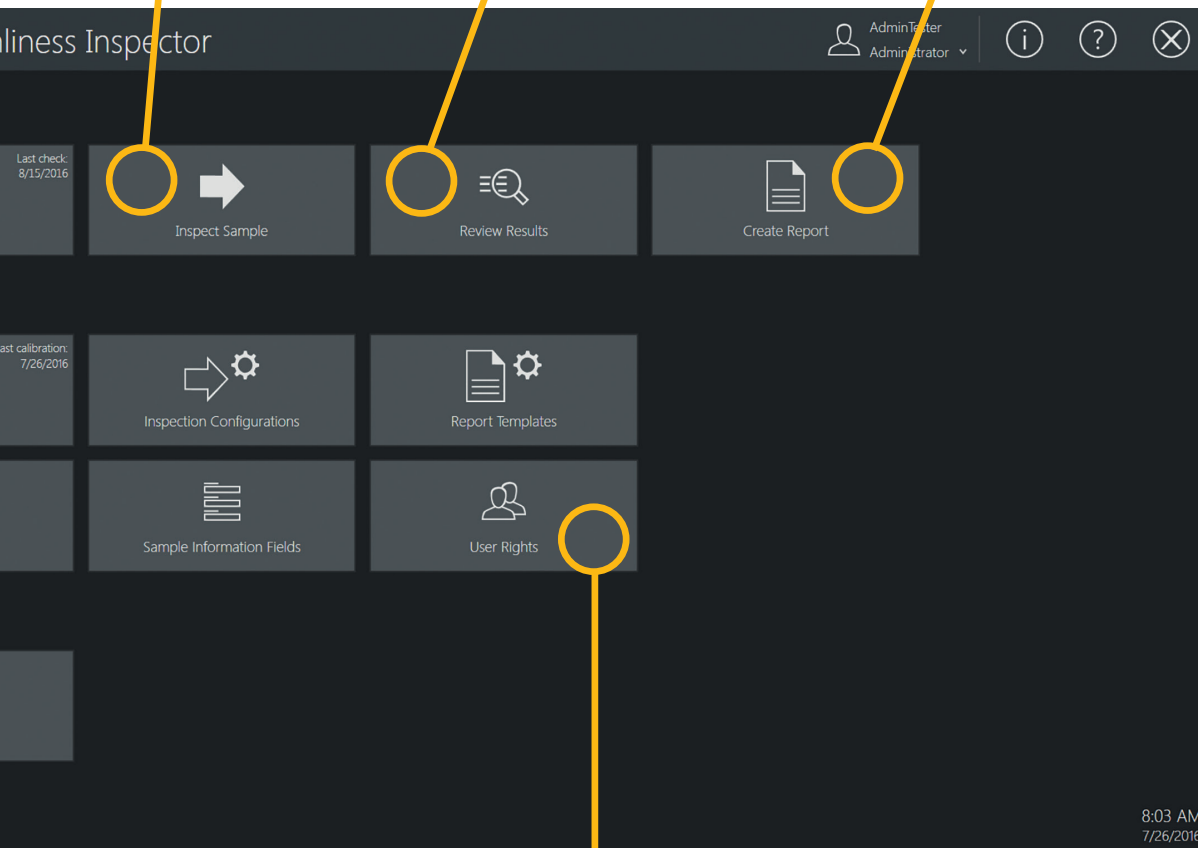 liness Inspector
AdminTester
Administrator
i
?
Last check:
8/15/2016
Inspect Sample
Review Results
Create Report
ast calibration:
7/26/2016
Inspection Configurations
Report Templates
Sample Information Fields
User Rights
8:03 AM
7/26/2016